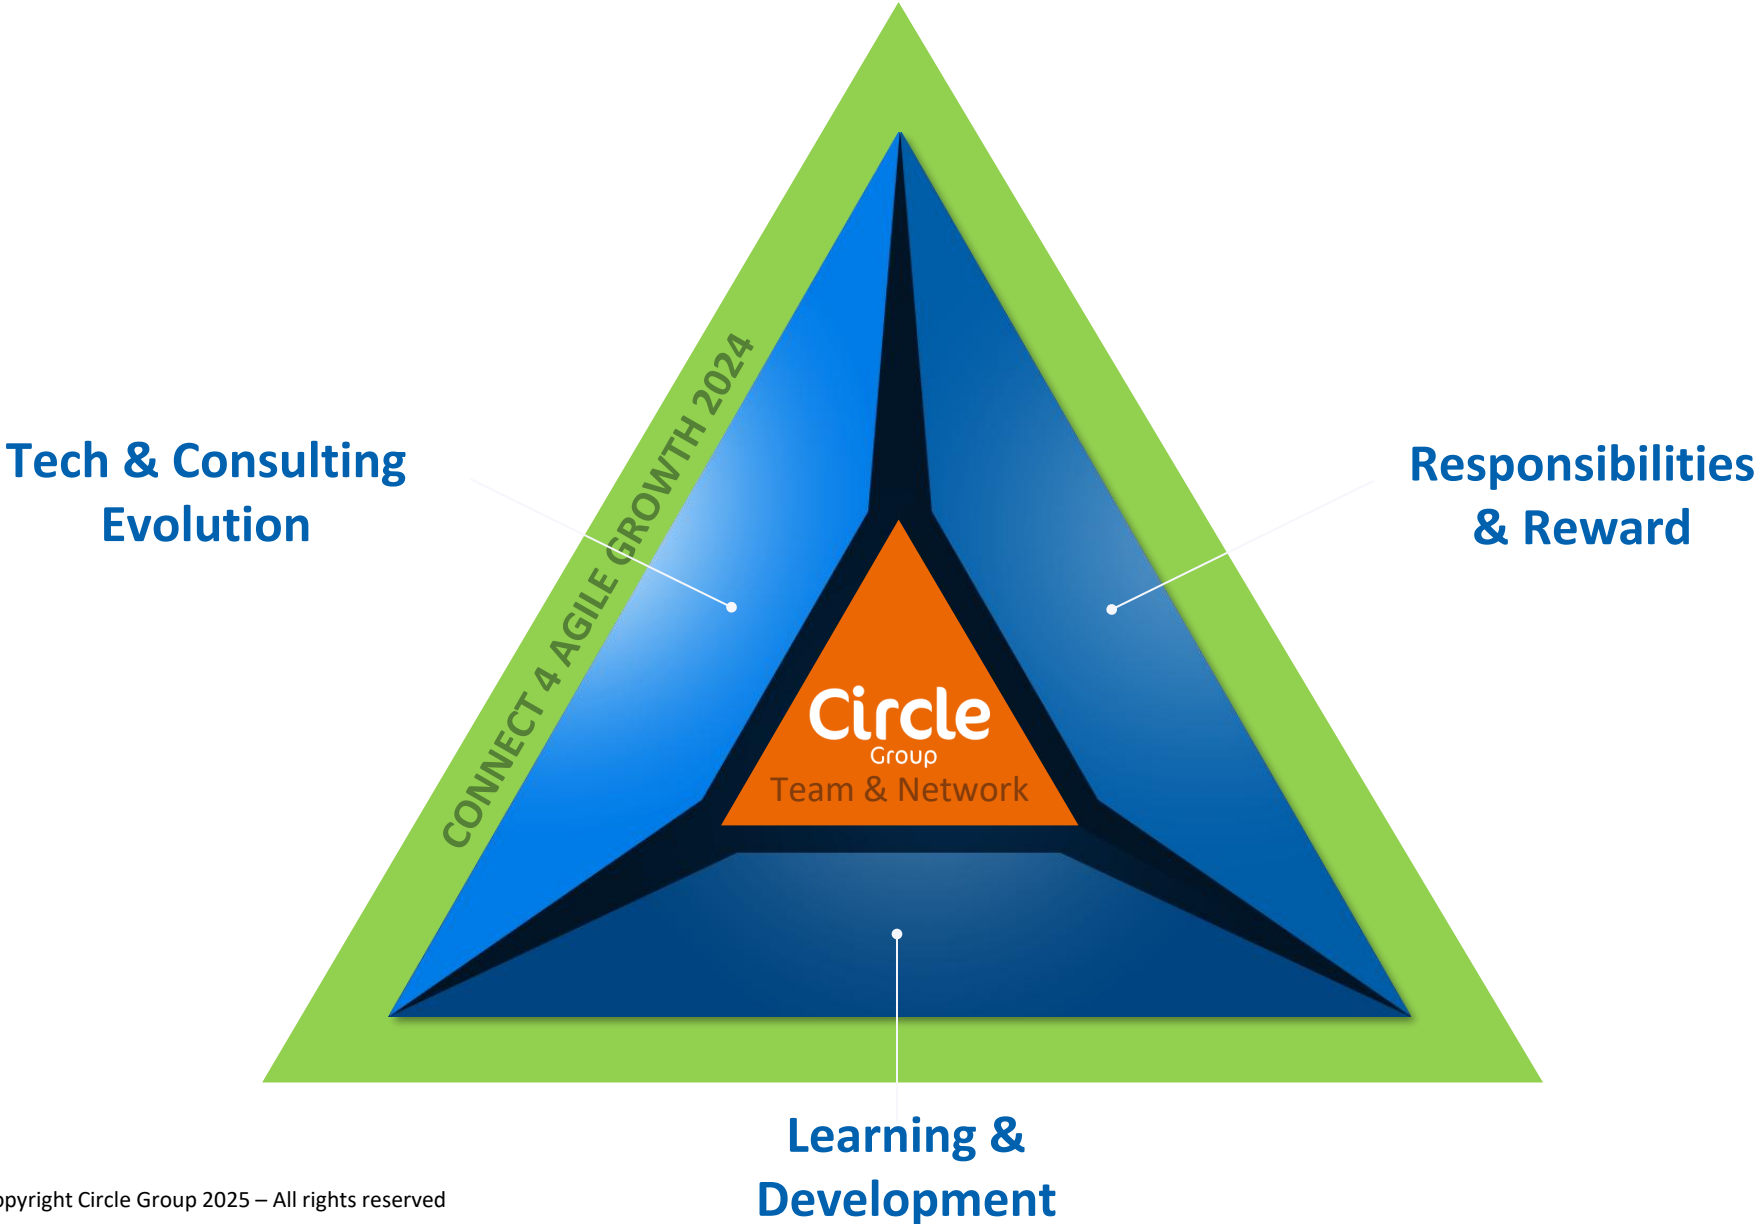 CONNECT 4 AGILE GROWTH 2024
Tech & Consulting
Evolution
Responsibilities
& Reward
Circle
Group
Team & Network
Learning &
Development
opyright Circle Group 2025 – All rights reserved